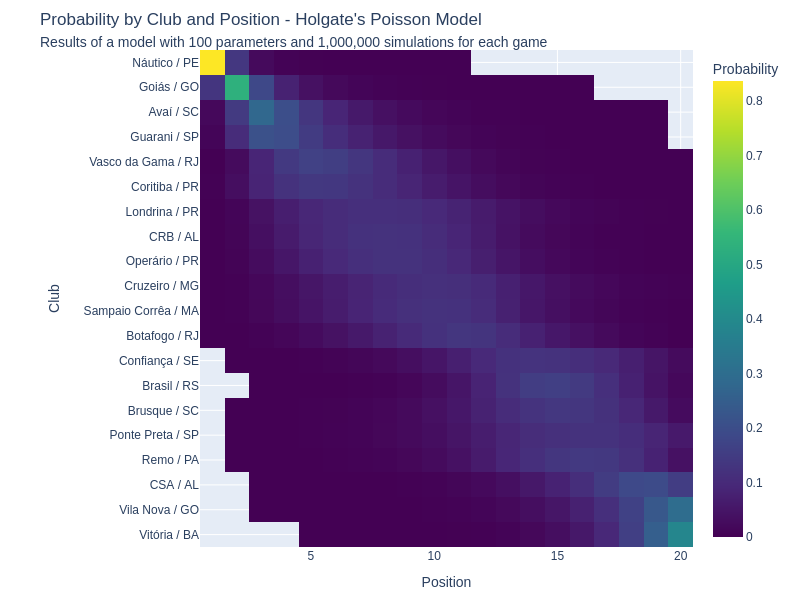 Probability by Club and Position - Holgate's Poisson Model
Results of a model with 100 parameters and 1,000,000 simulations for each game
Probability
Náutico / PE
Goiás / GO
Avaí / SC
Guarani / SP
Vasco da Gama / RJ
Coritiba / PR
Londrina / PR
CRB / AL
Operário / PR
Cruzeiro / MG
Sampaio Corrêa / MA
Botafogo / RJ
Confiança / SE
Brasil / RS
Brusque / SC
Ponte Preta / SP
Remo / PA
CSA / AL
Vila Nova / GO
Vitória / BA
Club
5
10
15
20
Position
0.8
0.7
0.6
0.5
0.4
0.3
0.2
0.1
0